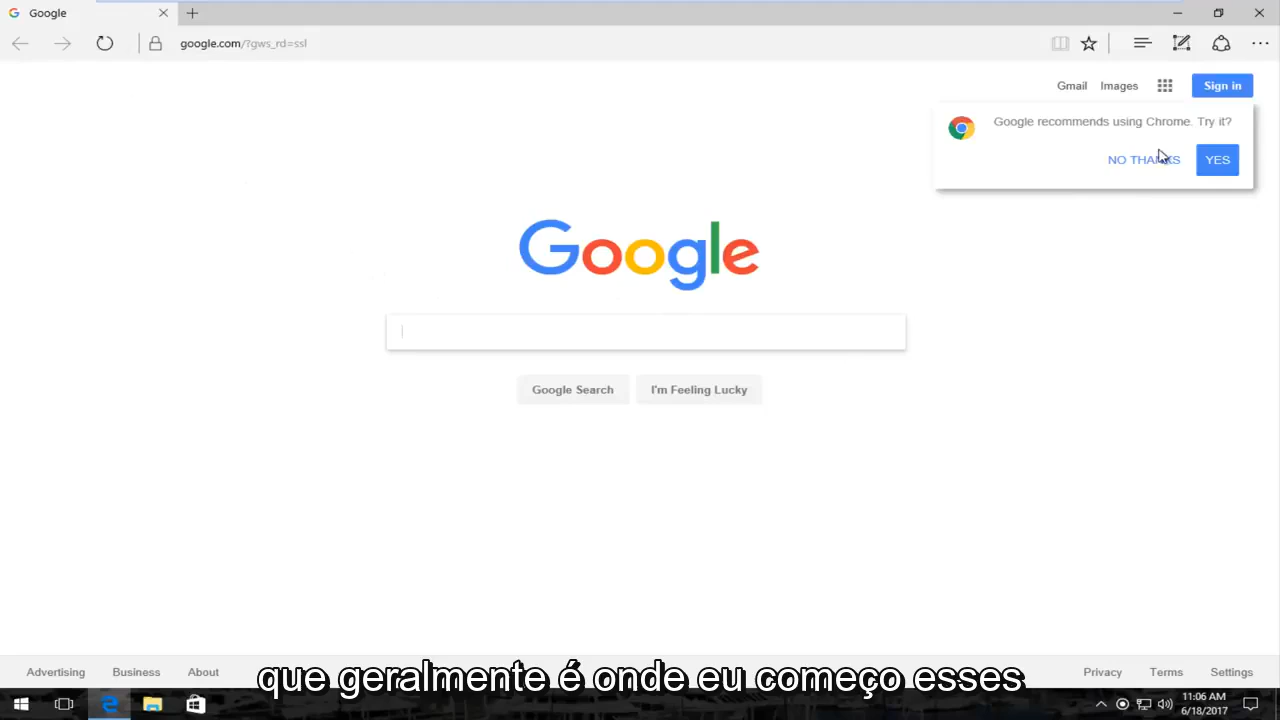 Google
google.com/?gws_rd=ssl
Gmail Images Sign in
Google recommends using Chrome. Try it?
NO THANKS YES
Google
Google Search I'm Feeling Lucky
Advertising Business About Privacy Terms Settings
que geralmente é onde eu começo esses
11:06 AM
6/18/2017